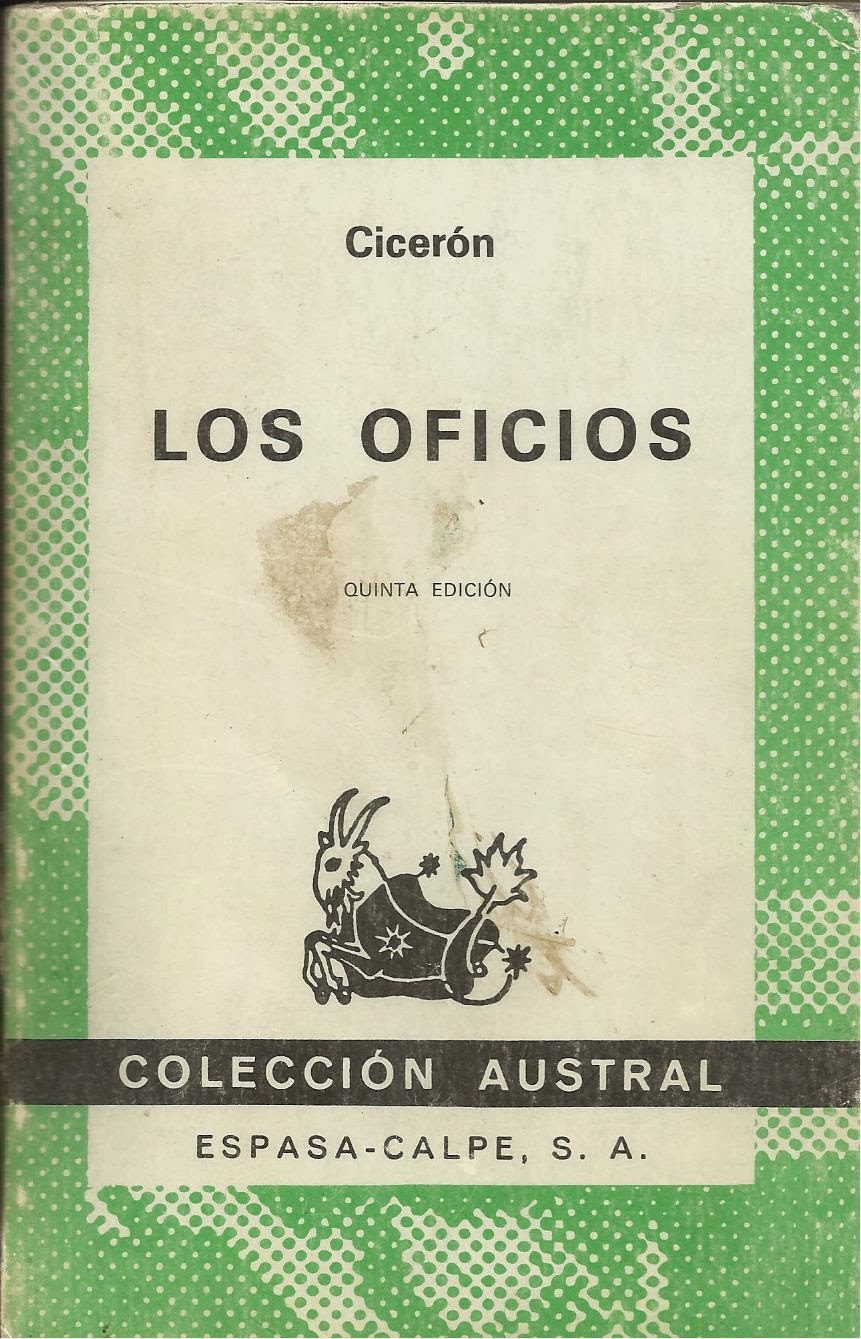 Cicerón
LOS OFICIOS
QUINTA EDICIÓN
COLECCIÓN AUSTRAL
ESPASA-CALPE, S. A.